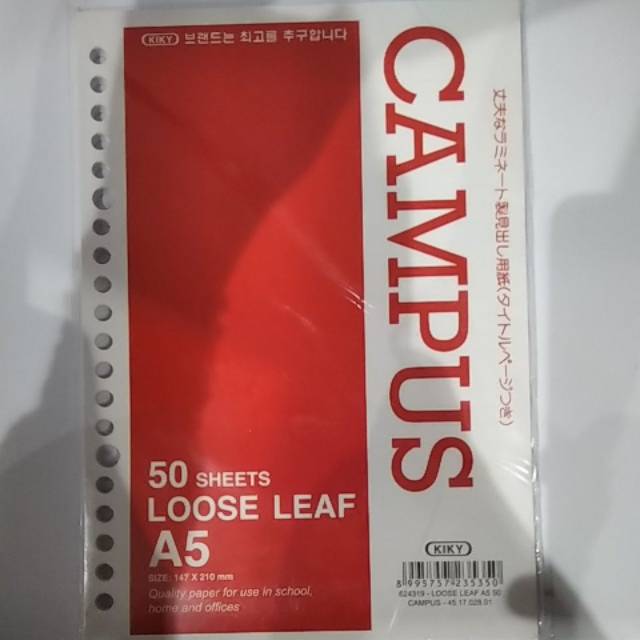 KIKY 브랜드는 최고를 추구합니다
CAMPUS
丈夫なラミネート製見出し用紙(タイトルページつき)
50 SHEETS
LOOSE LEAF
A5
SIZE: 147 X 210 mm
Quality paper for use in school,
home and offices
KIKY
8995757235350
624319 - LOOSE LEAF A5 50
CAMPUS - 45.17.028.01